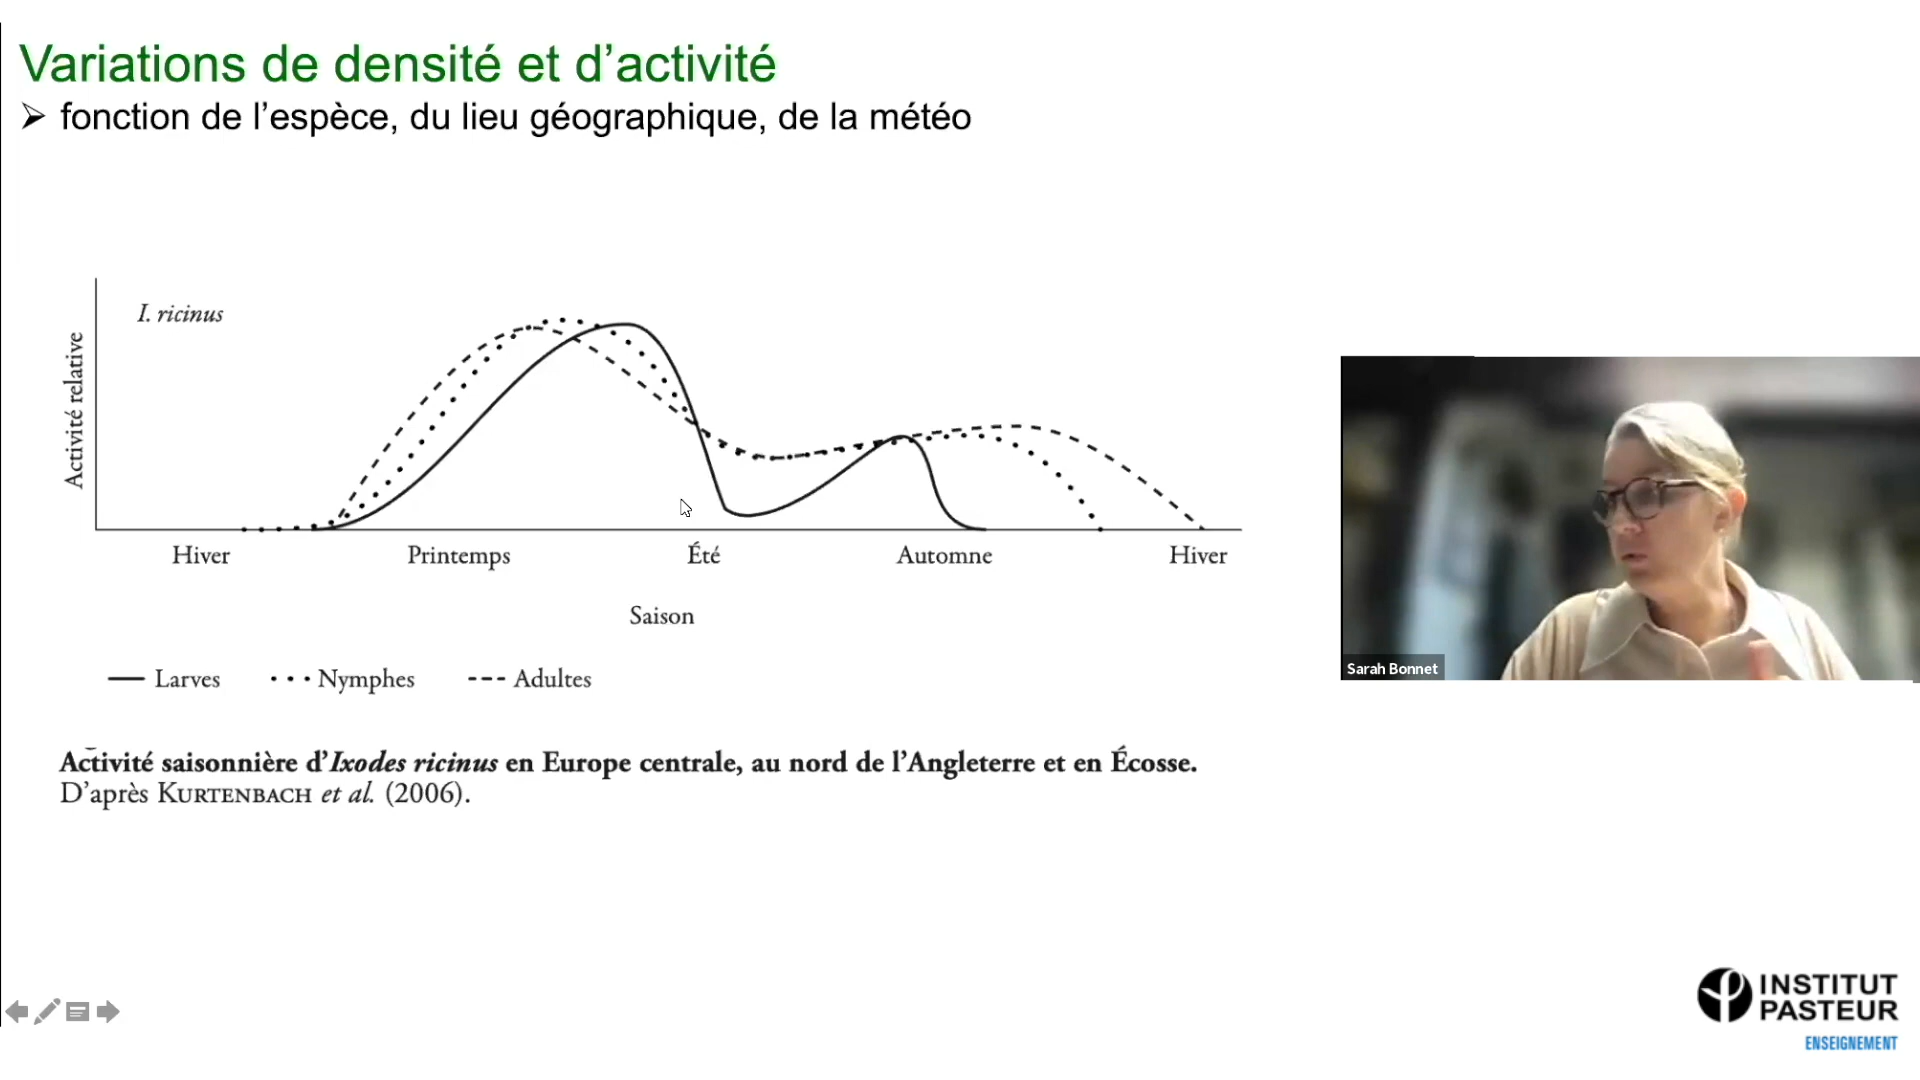 Variations de densité et d’activité
➢ fonction de l’espèce, du lieu géographique, de la météo
I. ricinus
Activité relative
Hiver Printemps Été Automne Hiver
Saison
Larves Nymphes Adultes
Activité saisonnière d’Ixodes ricinus en Europe centrale, au nord de l’Angleterre et en Écosse.
D’après KURTENBACH et al. (2006).
Sarah Bonnet
INSTITUT
PASTEUR
ENSEIGNEMENT